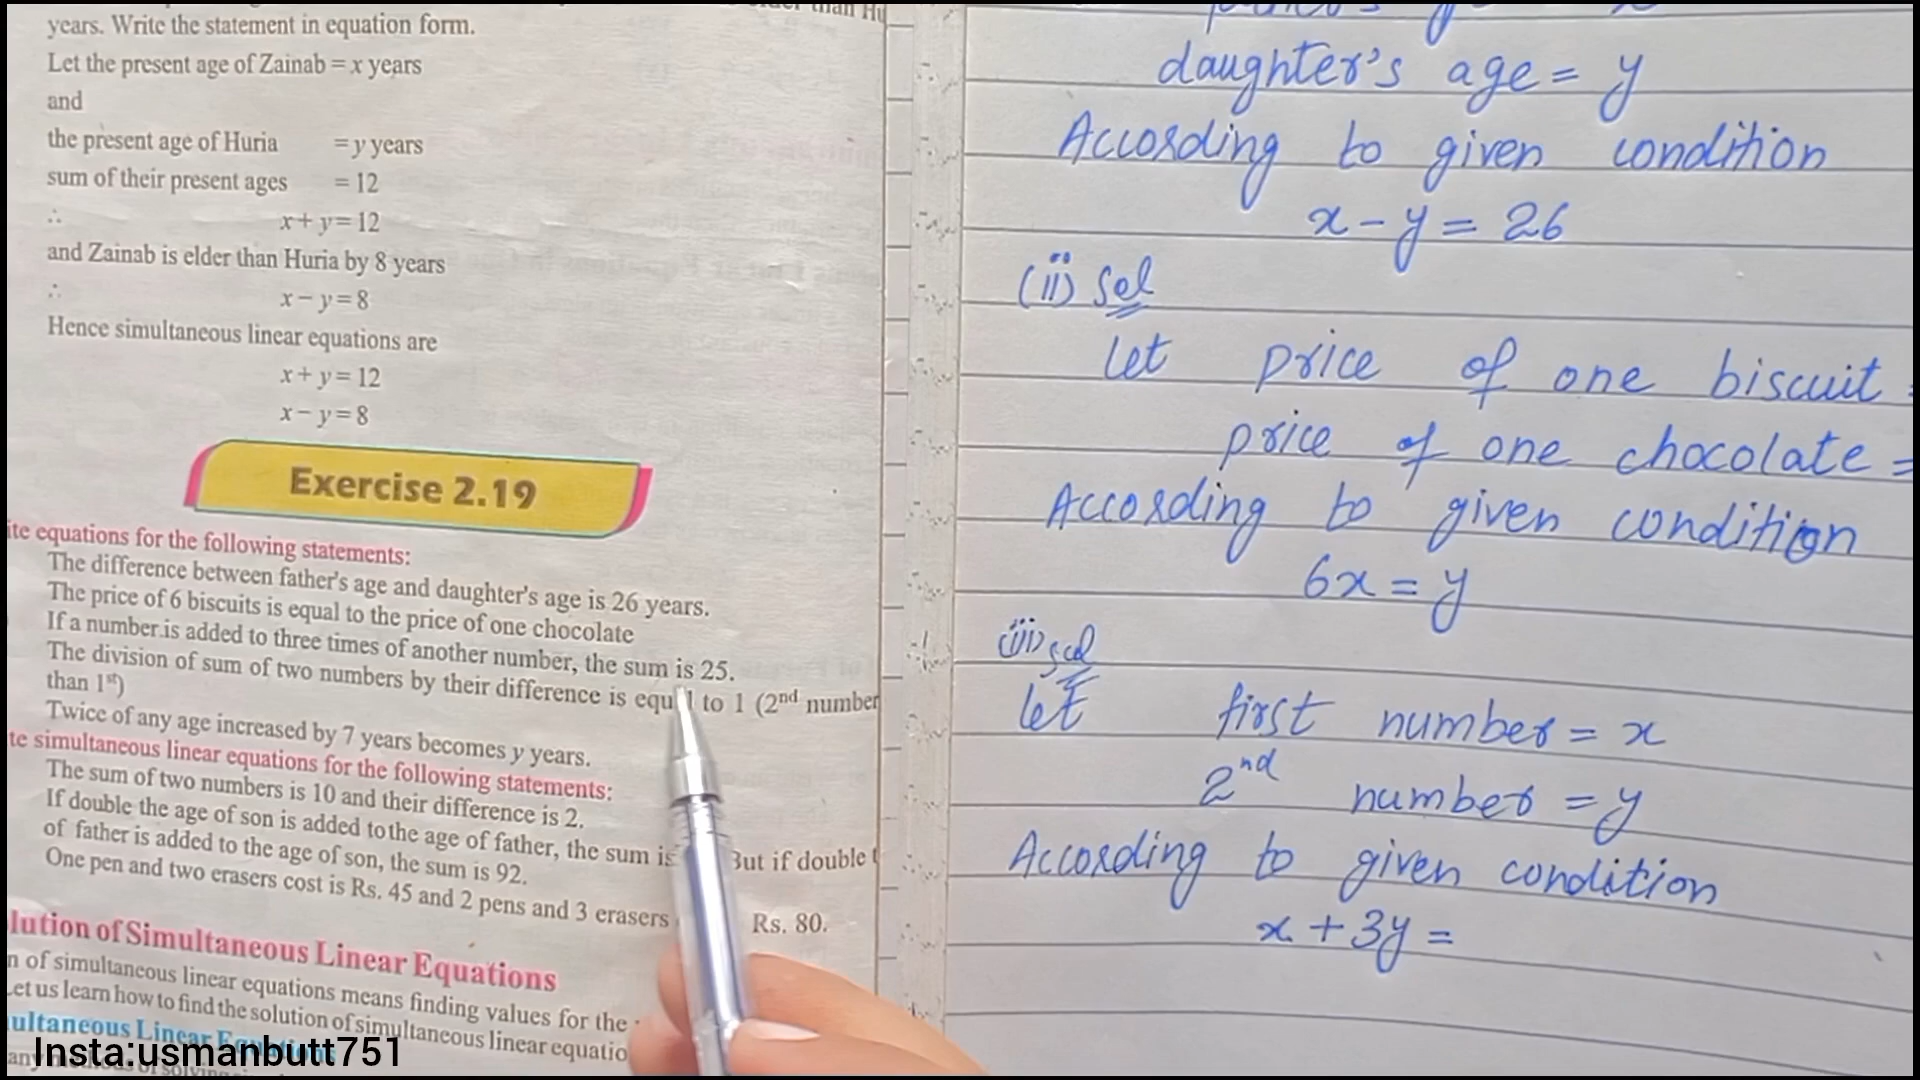 years. Write the statement in equation form.
Let the present age of Zainab = x years
and
the present age of Huria = y years
sum of their present ages = 12
∴ x + y = 12
and Zainab is elder than Huria by 8 years
∴ x − y = 8
Hence simultaneous linear equations are
x + y = 12
x − y = 8
Exercise 2.19
ite equations for the following statements:
The difference between father's age and daughter's age is 26 years.
The price of 6 biscuits is equal to the price of one chocolate
If a number is added to three times of another number, the sum is 25.
The division of sum of two numbers by their difference is equal to 1 (2nd number
than 1st)
Twice of any age increased by 7 years becomes y years.
te simultaneous linear equations for the following statements:
The sum of two numbers is 10 and their difference is 2.
If double the age of son is added to the age of father, the sum is But if double t
of father is added to the age of son, the sum is 92.
One pen and two erasers cost is Rs. 45 and 2 pens and 3 erasers Rs. 80.
lution of Simultaneous Linear Equations
n of simultaneous linear equations means finding values for the
Let us learn how to find the solution of simultaneous linear equatio
ultaneous Linear Equations
Insta:usmanbutt751
daughter's age = y
According to given condition
x − y = 26
(ii) Sol
let price of one biscuit =
price of one chocolate =
According to given condition
6x = y
(iii) sol
let first number = x
2nd number = y
According to given condition
x + 3y =